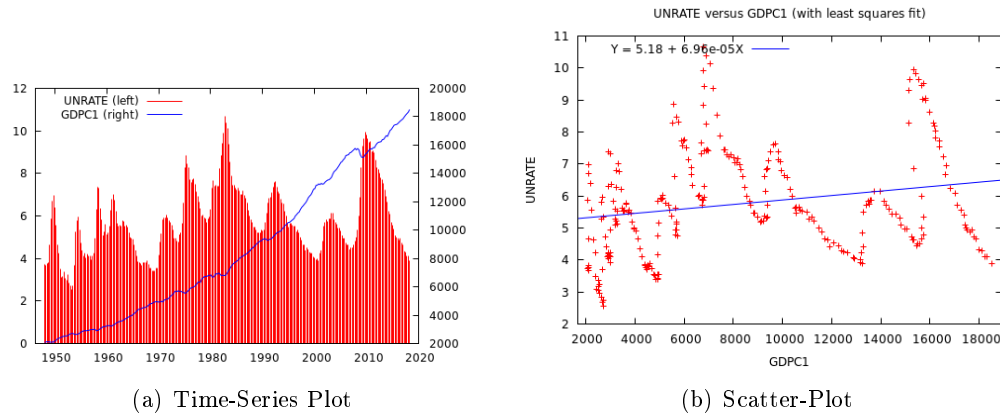 UNRATE versus GDPC1 (with least squares fit)
12
10
8
6
4
2
0
20000
18000
16000
14000
12000
10000
8000
6000
4000
2000
UNRATE (left)
GDPC1 (right)
1950 1960 1970 1980 1990 2000 2010 2020
(a) Time-Series Plot
11
10
9
8
7
6
5
4
3
2
Y = 5.18 + 6.96e-05X
UNRATE
2000 4000 6000 8000 10000 12000 14000 16000 18000
GDPC1
(b) Scatter-Plot